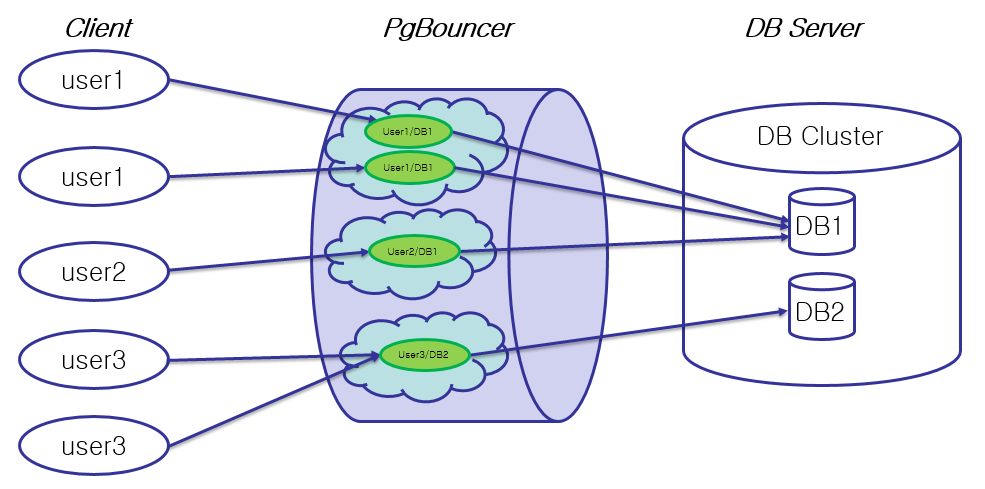 Client
PgBouncer
DB Server
user1
user1
user2
user3
user3
User1/DB1
User1/DB1
User2/DB1
User3/DB2
DB Cluster
DB1
DB2